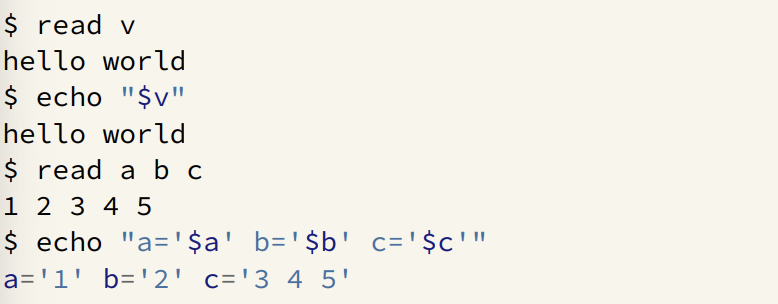 $ read v
hello world
$ echo "$v"
hello world
$ read a b c
1 2 3 4 5
$ echo "a='$a' b='$b' c='$c'"
a='1' b='2' c='3 4 5'